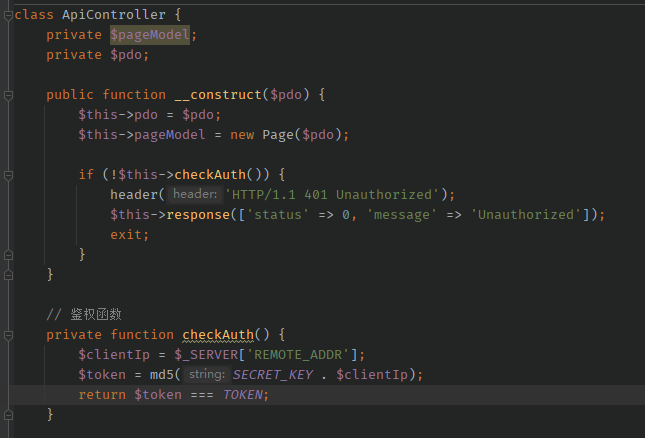 class ApiController {
private $pageModel;
private $pdo;
public function __construct($pdo) {
$this->pdo = $pdo;
$this->pageModel = new Page($pdo);
if (!$this->checkAuth()) {
header( header: 'HTTP/1.1 401 Unauthorized');
$this->response(['status' => 0, 'message' => 'Unauthorized']);
exit;
}
}
// 鉴权函数
private function checkAuth() {
$clientIp = $_SERVER['REMOTE_ADDR'];
$token = md5( string: SECRET_KEY . $clientIp);
return $token === TOKEN;
}